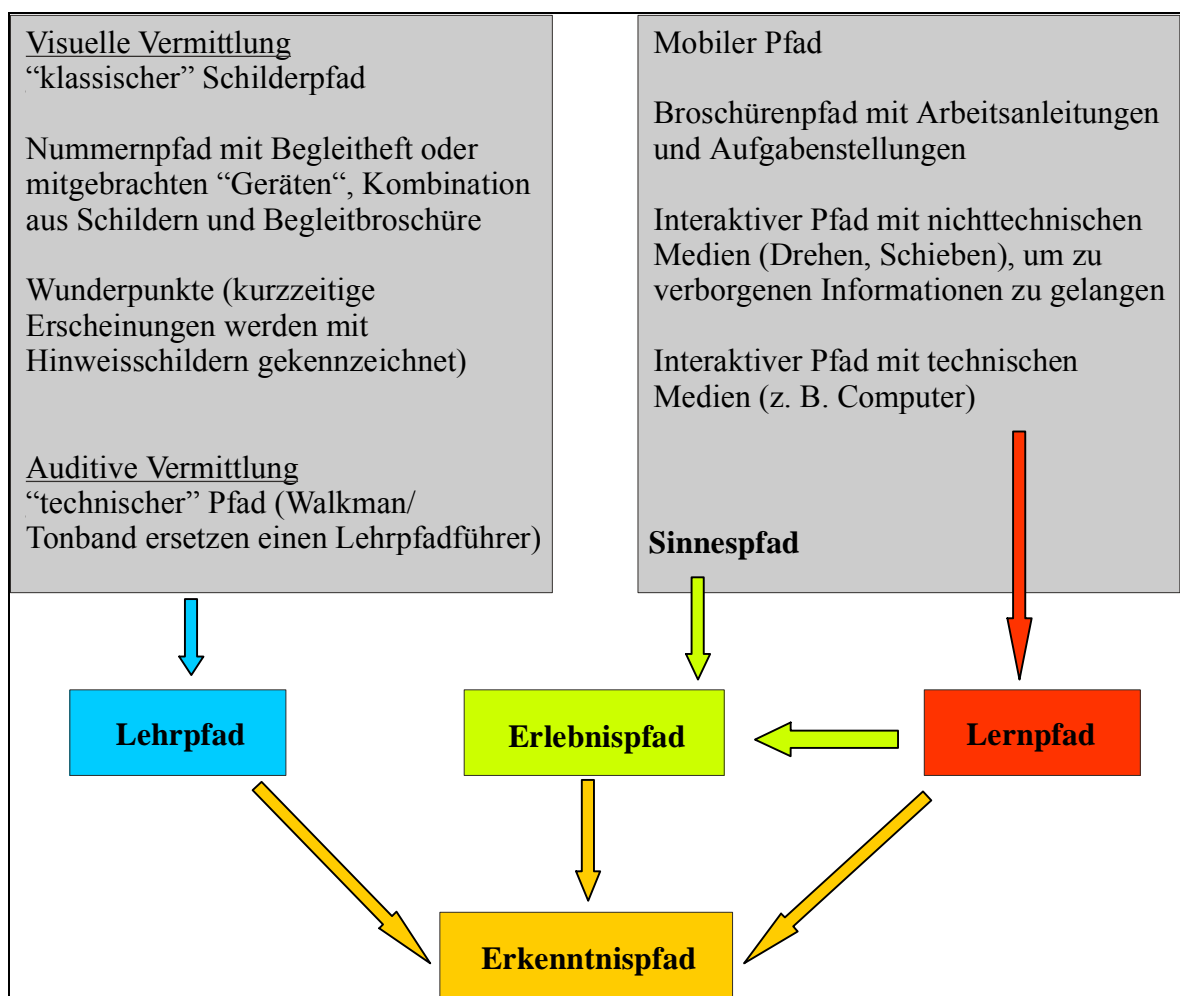 Visuelle Vermittlung
“klassischer” Schilderpfad
Nummernpfad mit Begleitheft oder
mitgebrachten “Geräten“, Kombination
aus Schildern und Begleitbroschüre
Wunderpunkte (kurzzeitige
Erscheinungen werden mit
Hinweisschildern gekennzeichnet)
Auditive Vermittlung
“technischer” Pfad (Walkman/
Tonband ersetzen einen Lehrpfadführer)
Mobiler Pfad
Broschürenpfad mit Arbeitsanleitungen
und Aufgabenstellungen
Interaktiver Pfad mit nichttechnischen
Medien (Drehen, Schieben), um zu
verborgenen Informationen zu gelangen
Interaktiver Pfad mit technischen
Medien (z. B. Computer)
Sinnespfad
Lehrpfad
Erlebnispfad
Lernpfad
Erkenntnispfad